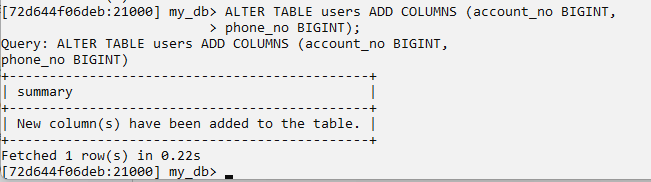 [72d644f06deb:21000] my_db> ALTER TABLE users ADD COLUMNS (account_no BIGINT,
                          > phone_no BIGINT);
Query: ALTER TABLE users ADD COLUMNS (account_no BIGINT,
phone_no BIGINT)
+-------------------------------------------+
| summary                                   |
+-------------------------------------------+
| New column(s) have been added to the table. |
+-------------------------------------------+
Fetched 1 row(s) in 0.22s
[72d644f06deb:21000] my_db>